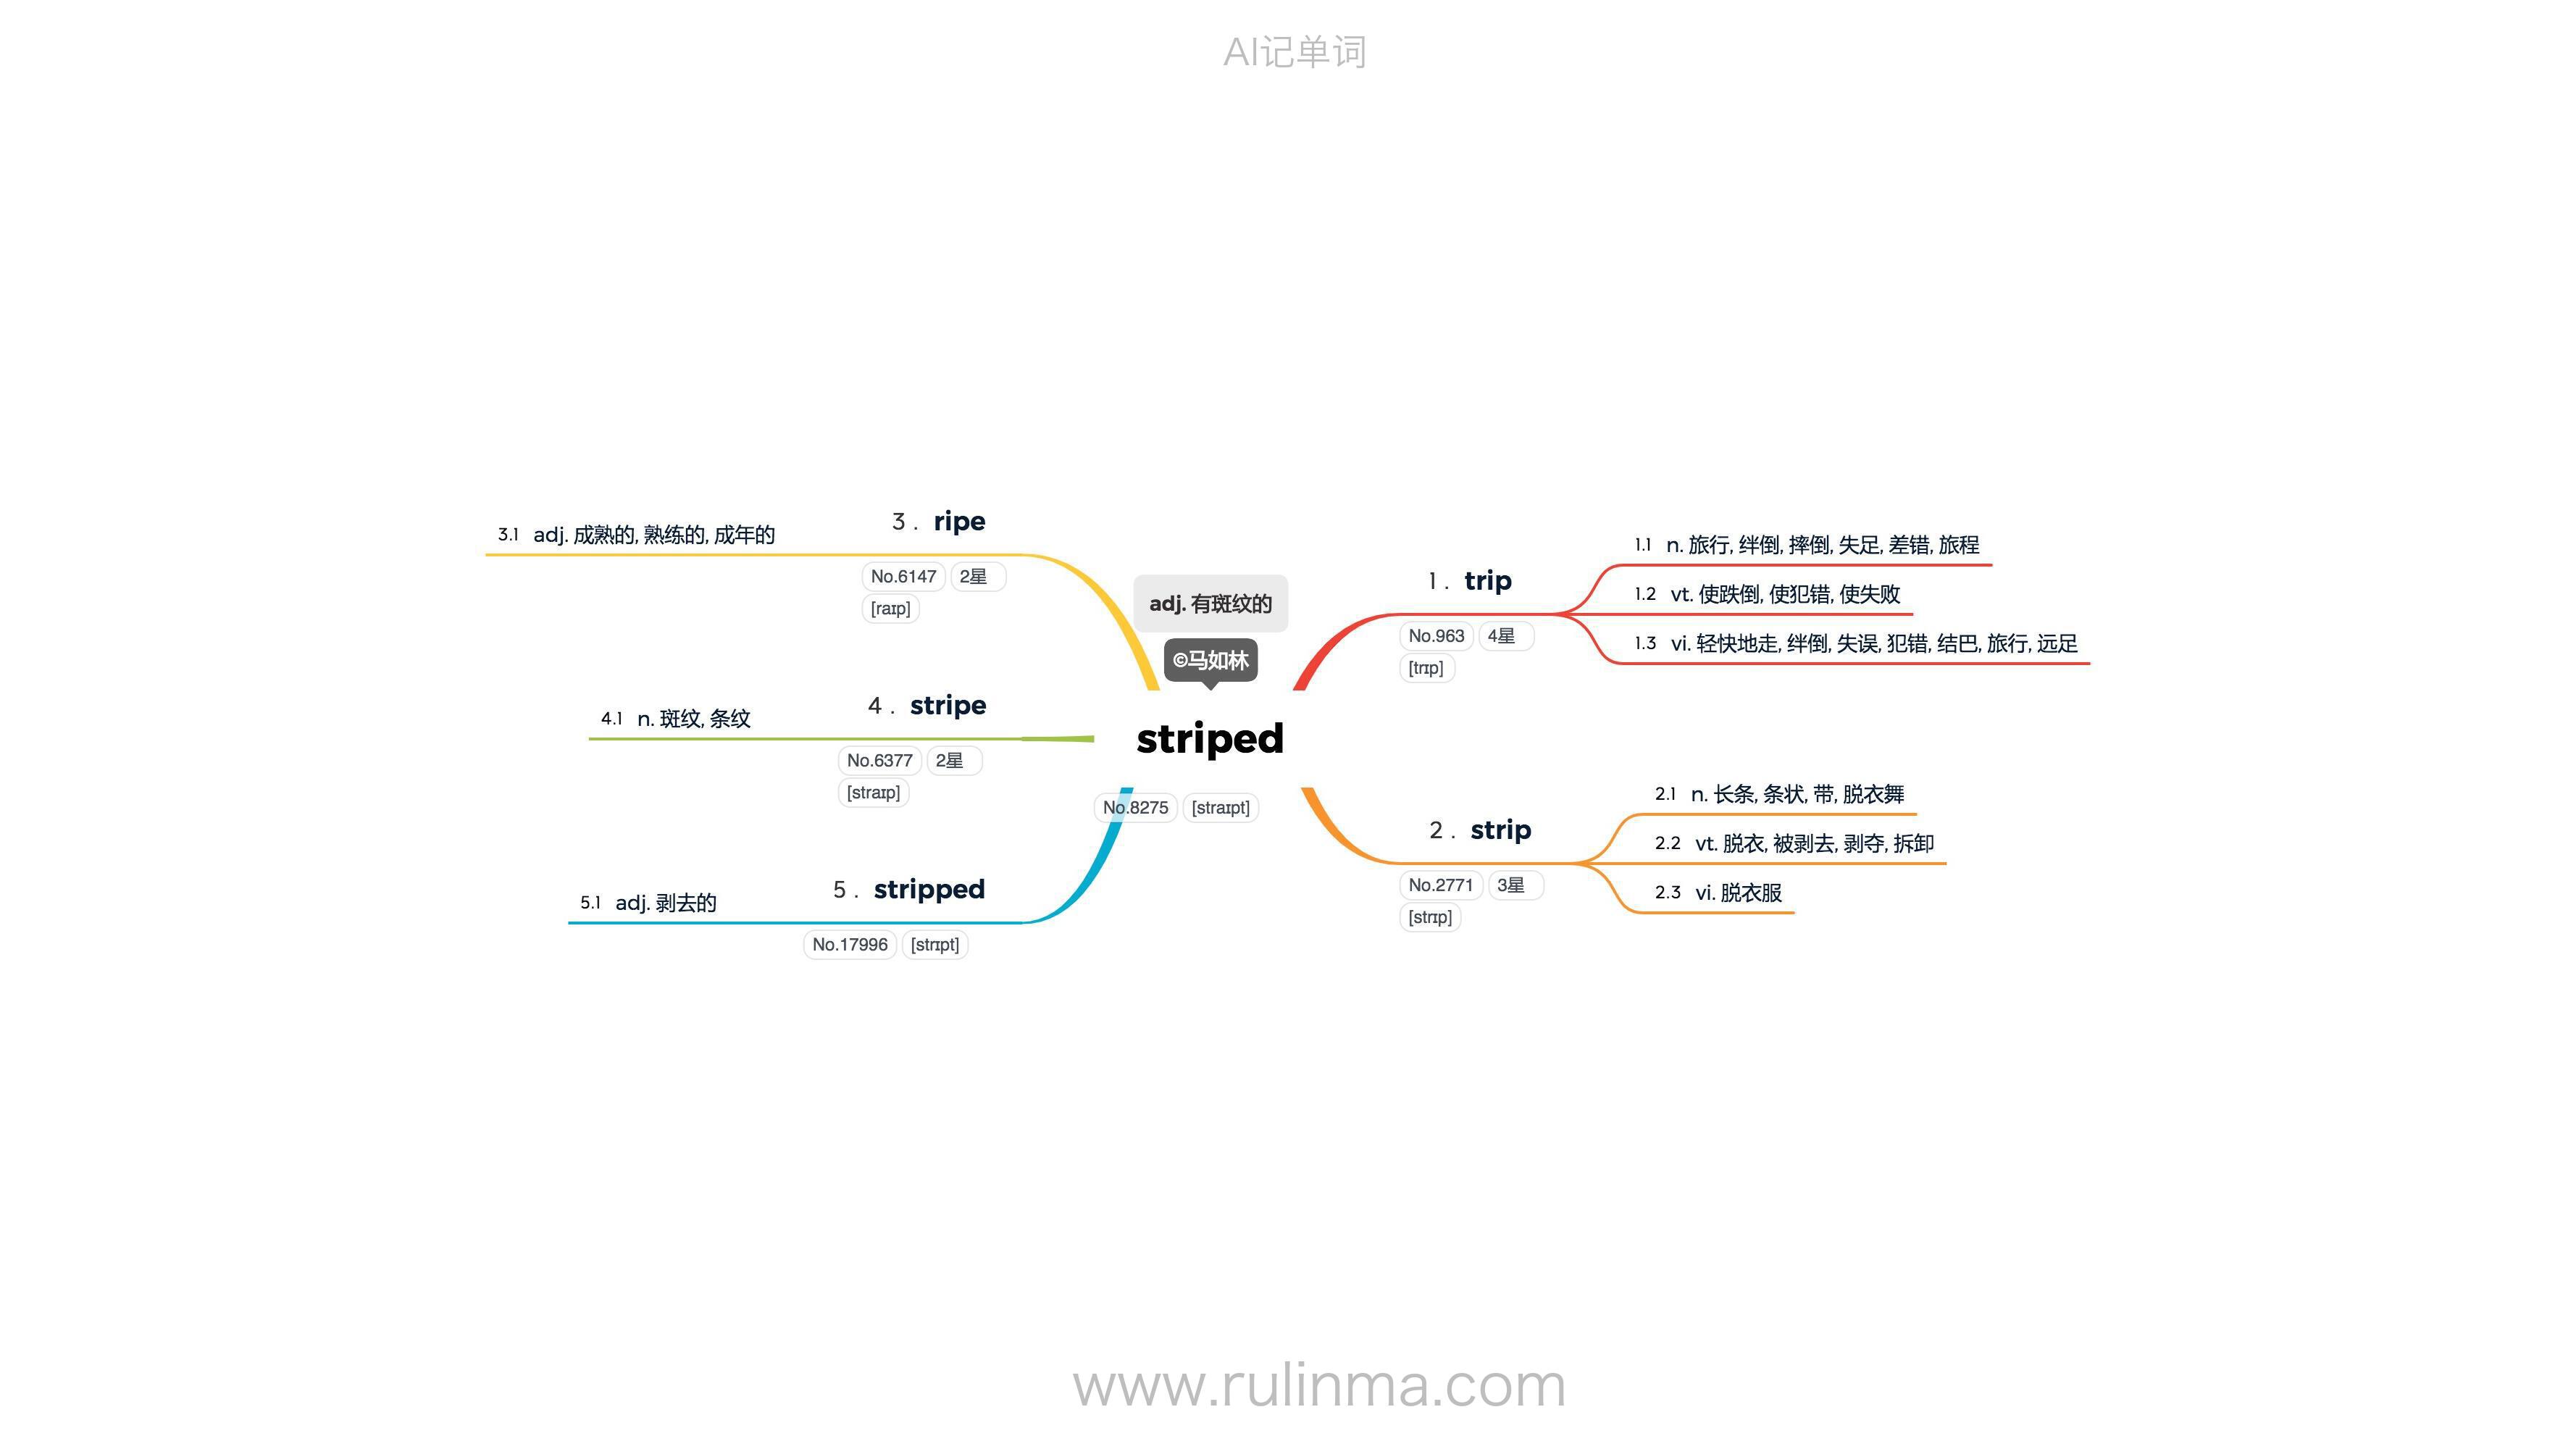 AI记单词
adj. 有斑纹的
©马如林
striped
No.8275 [straɪpt]
1 . trip
No.963 4星
[trɪp]
1.1 n. 旅行, 绊倒, 摔倒, 失足, 差错, 旅程
1.2 vt. 使跌倒, 使犯错, 使失败
1.3 vi. 轻快地走, 绊倒, 失误, 犯错, 结巴, 旅行, 远足
2 . strip
No.2771 3星
[strɪp]
2.1 n. 长条, 条状, 带, 脱衣舞
2.2 vt. 脱衣, 被剥去, 剥夺, 拆卸
2.3 vi. 脱衣服
3 . ripe
No.6147 2星
[raɪp]
3.1 adj. 成熟的, 熟练的, 成年的
4 . stripe
No.6377 2星
[straɪp]
4.1 n. 斑纹, 条纹
5 . stripped
No.17996 [strɪpt]
5.1 adj. 剥去的
www.rulinma.com